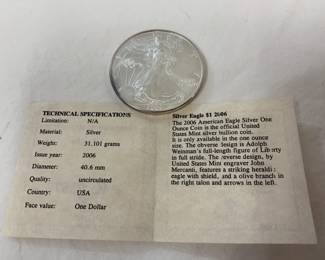 TECHNICAL SPECIFICATIONS
Limitation: N/A
Material: Silver
Weight: 31.101 grams
Issue year: 2006
Diameter: 40.6 mm
Quality: uncirculated
Country: USA
Face value: One Dollar
Silver Eagle $1 2006
The 2006 American Eagle Silver One
Ounce Coin is the official United
States Mint silver bullion coin.
It is only available in the one ounce
size. The obverse design is Adolph
Weinman's full-length figure of Liberty
in full stride. The reverse design, by
United States Mint engraver John
Mercanti, features a striking herald:
eagle with shield, and a olive branch in
the right talon and arrows in the left.